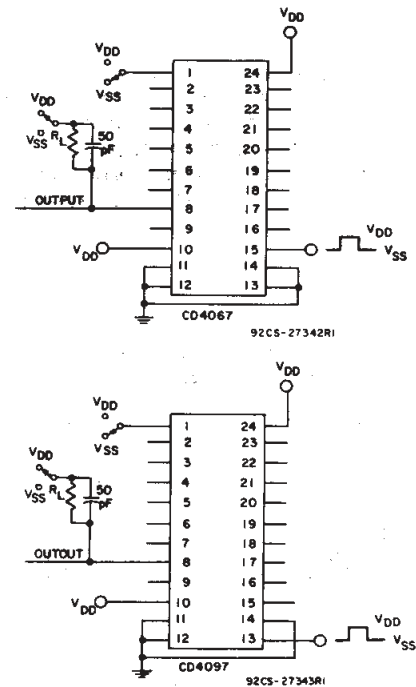 VDD
VDD
VSS
1 24
2 23
VDD
3 22
VSS RL 50 pF
4 21
5 20
6 19
7 18
OUTPUT
8 17
9 16
VDD
10 15
VDD
VSS
11 14
12 13
CD4067
92CS-27342R1
VDD
VDD
VSS
1 24
2 23
VDD
3 22
VSS RL 50 pF
4 21
5 20
6 19
7 18
OUTOUT
8 17
9 16
VDD
10 15
11 14
12 13
VDD
VSS
CD4097
92CS-27343R1